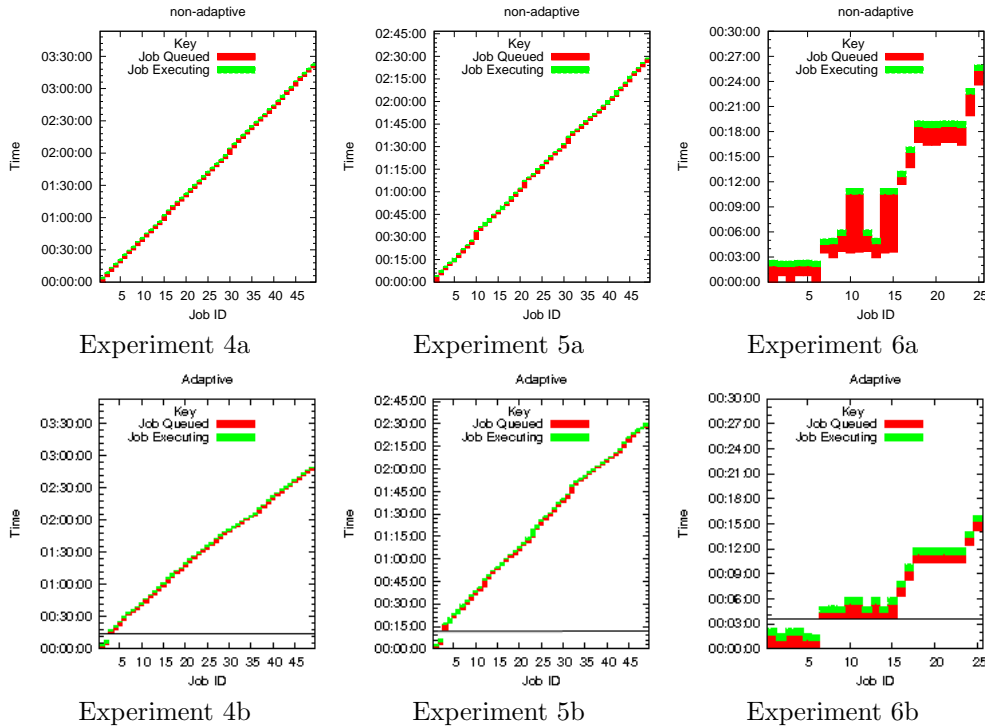 non-adaptive
Key
Job Queued
Job Executing
Time
03:30:00
03:00:00
02:30:00
02:00:00
01:30:00
01:00:00
00:30:00
00:00:00
5 10 15 20 25 30 35 40 45
Job ID
Experiment 4a
non-adaptive
Key
Job Queued
Job Executing
Time
02:45:00
02:30:00
02:15:00
02:00:00
01:45:00
01:30:00
01:15:00
01:00:00
00:45:00
00:30:00
00:15:00
00:00:00
5 10 15 20 25 30 35 40 45
Job ID
Experiment 5a
non-adaptive
Key
Job Queued
Job Executing
Time
00:30:00
00:27:00
00:24:00
00:21:00
00:18:00
00:15:00
00:12:00
00:09:00
00:06:00
00:03:00
00:00:00
5 10 15 20 25
Job ID
Experiment 6a
Adaptive
Key
Job Queued
Job Executing
Time
03:30:00
03:00:00
02:30:00
02:00:00
01:30:00
01:00:00
00:30:00
00:00:00
5 10 15 20 25 30 35 40 45
Job ID
Experiment 4b
Adaptive
Key
Job Queued
Job Executing
Time
02:45:00
02:30:00
02:15:00
02:00:00
01:45:00
01:30:00
01:15:00
01:00:00
00:45:00
00:30:00
00:15:00
00:00:00
5 10 15 20 25 30 35 40 45
Job ID
Experiment 5b
Adaptive
Key
Job Queued
Job Executing
Time
00:30:00
00:27:00
00:24:00
00:21:00
00:18:00
00:15:00
00:12:00
00:09:00
00:06:00
00:03:00
00:00:00
5 10 15 20 25
Job ID
Experiment 6b